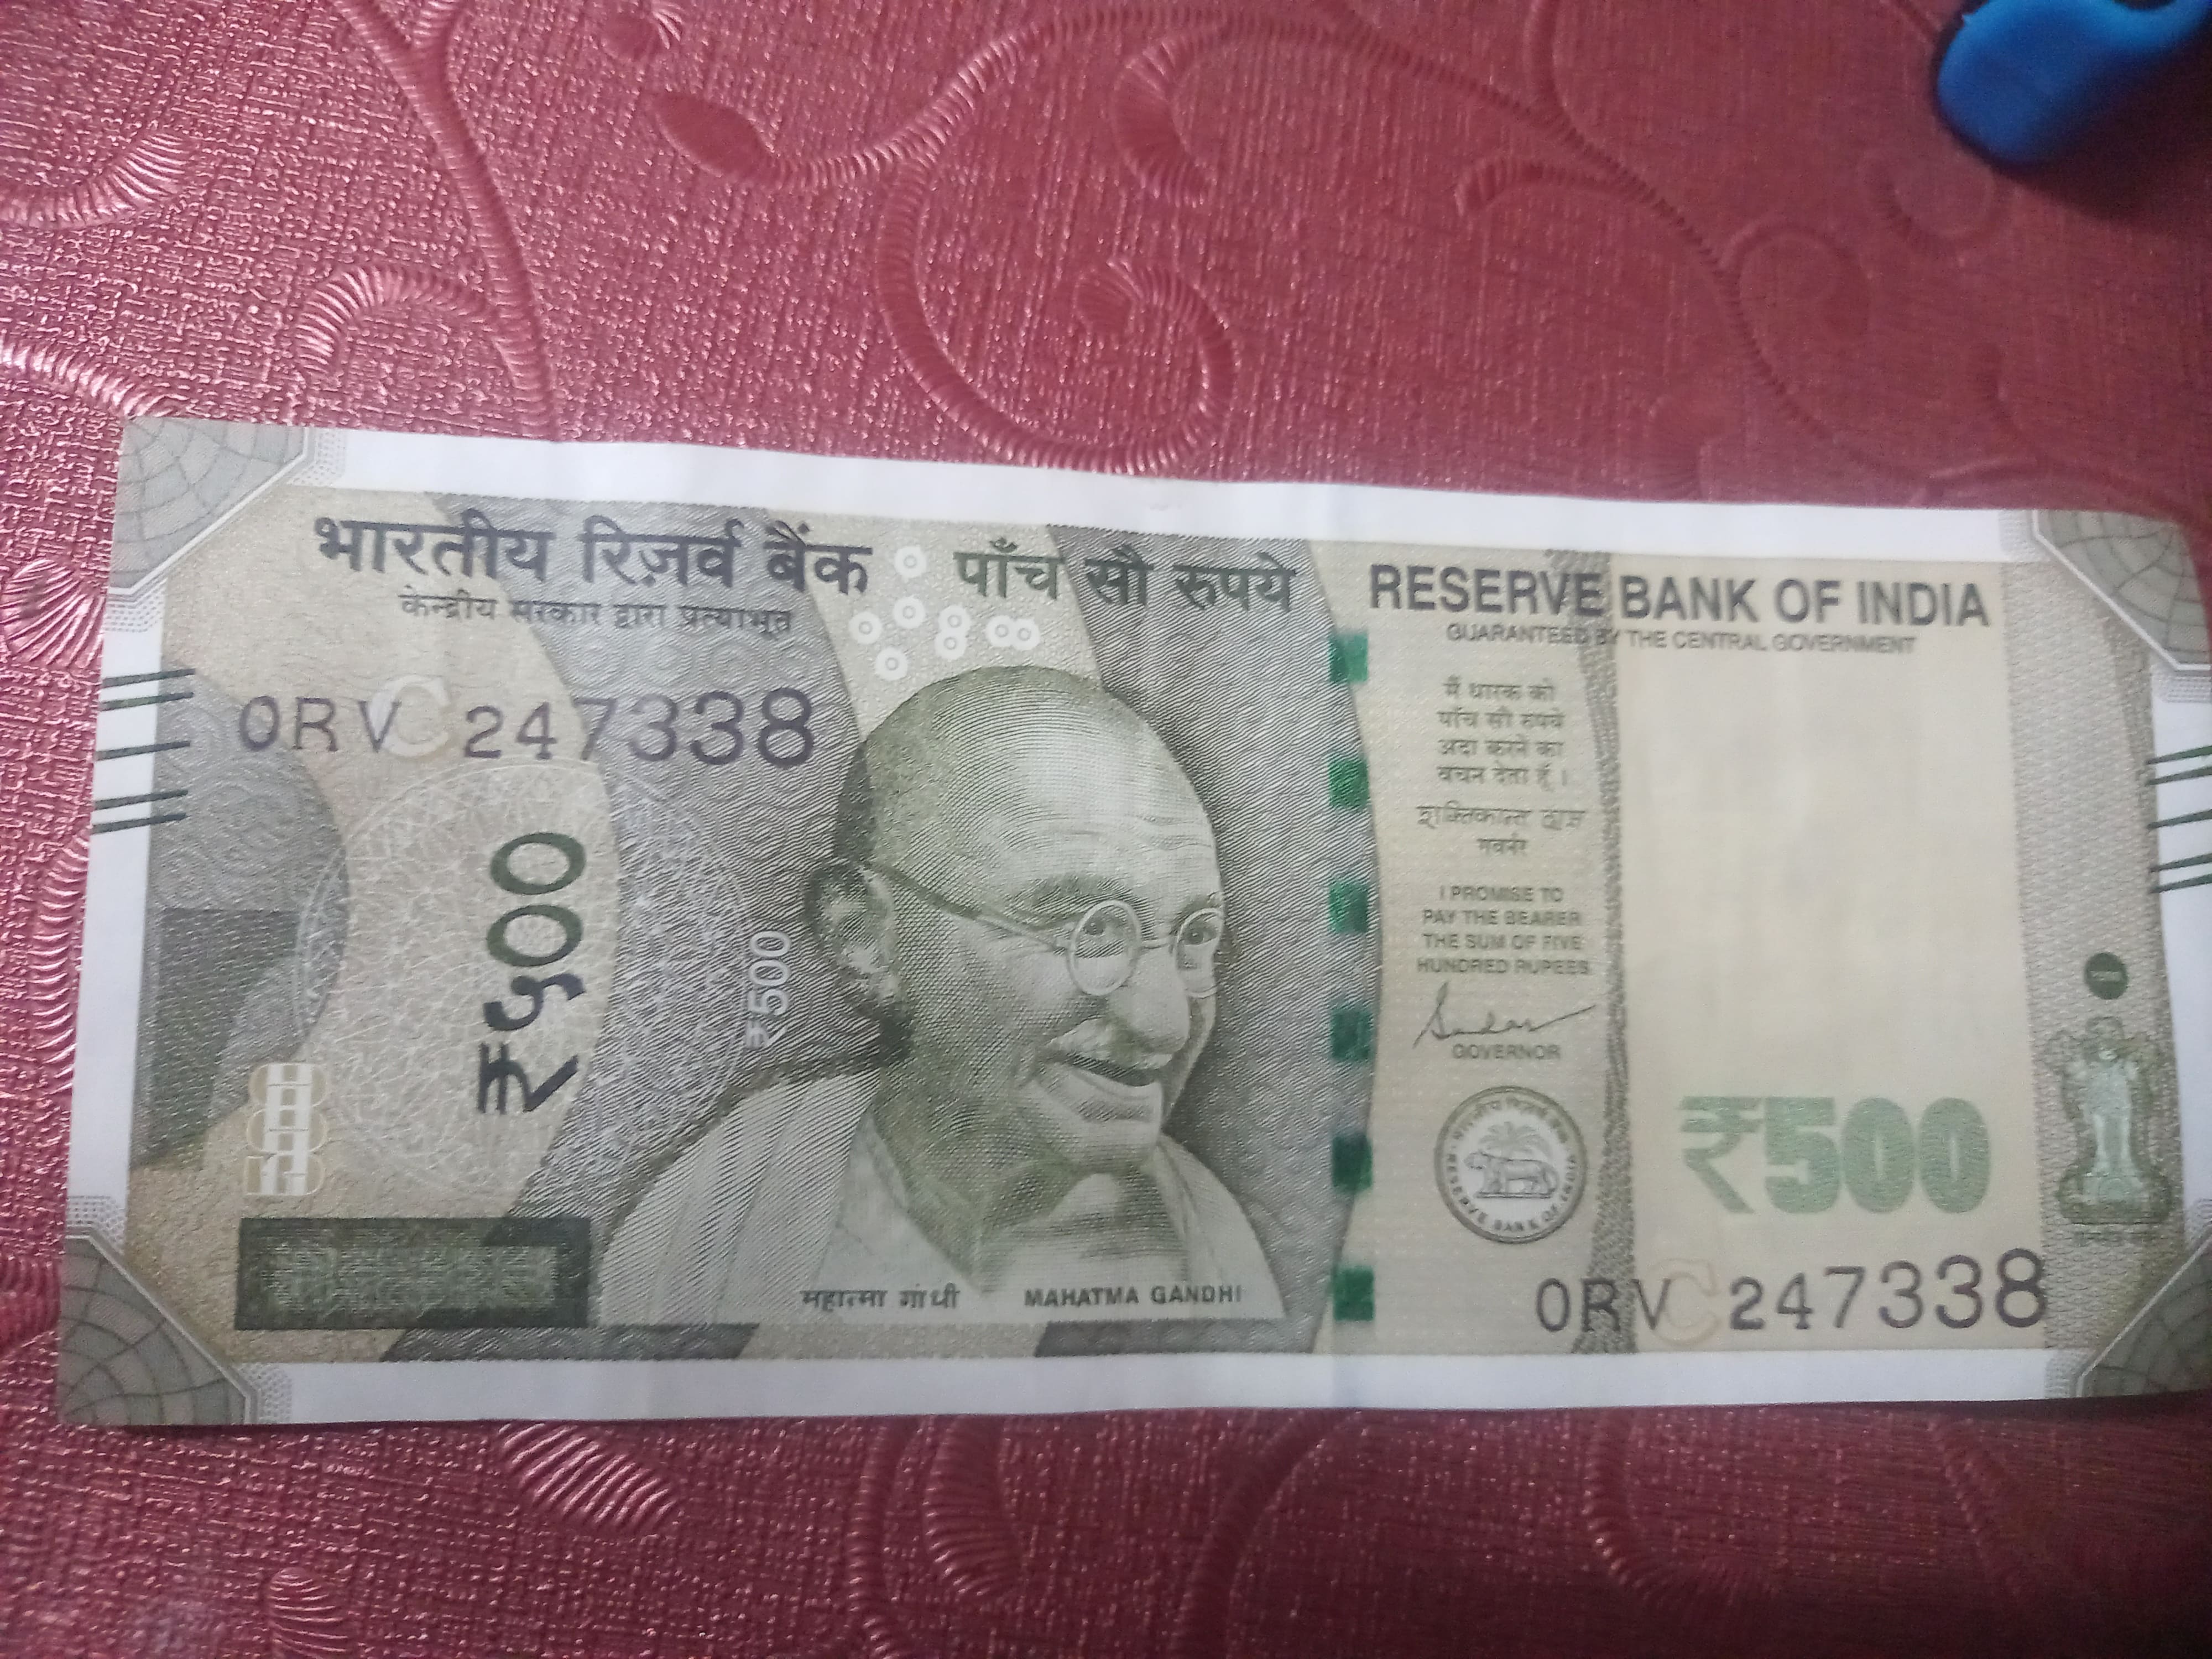 भारतीय रिज़र्व बैंक
केन्द्रीय सरकार द्वारा प्रत्याभूत
पाँच सौ रुपये
RESERVE BANK OF INDIA
GUARANTEED BY THE CENTRAL GOVERNMENT
0RV 247338
₹५००
₹500
मैं धारक को
पाँच सौ रुपये
अदा करने का
वचन देता हूँ।
शक्तिकान्त दास
गवर्नर
I PROMISE TO
PAY THE BEARER
THE SUM OF FIVE
HUNDRED RUPEES
GOVERNOR
RESERVE BANK OF INDIA
₹500
महात्मा गांधी
MAHATMA GANDHI
0RV 247338